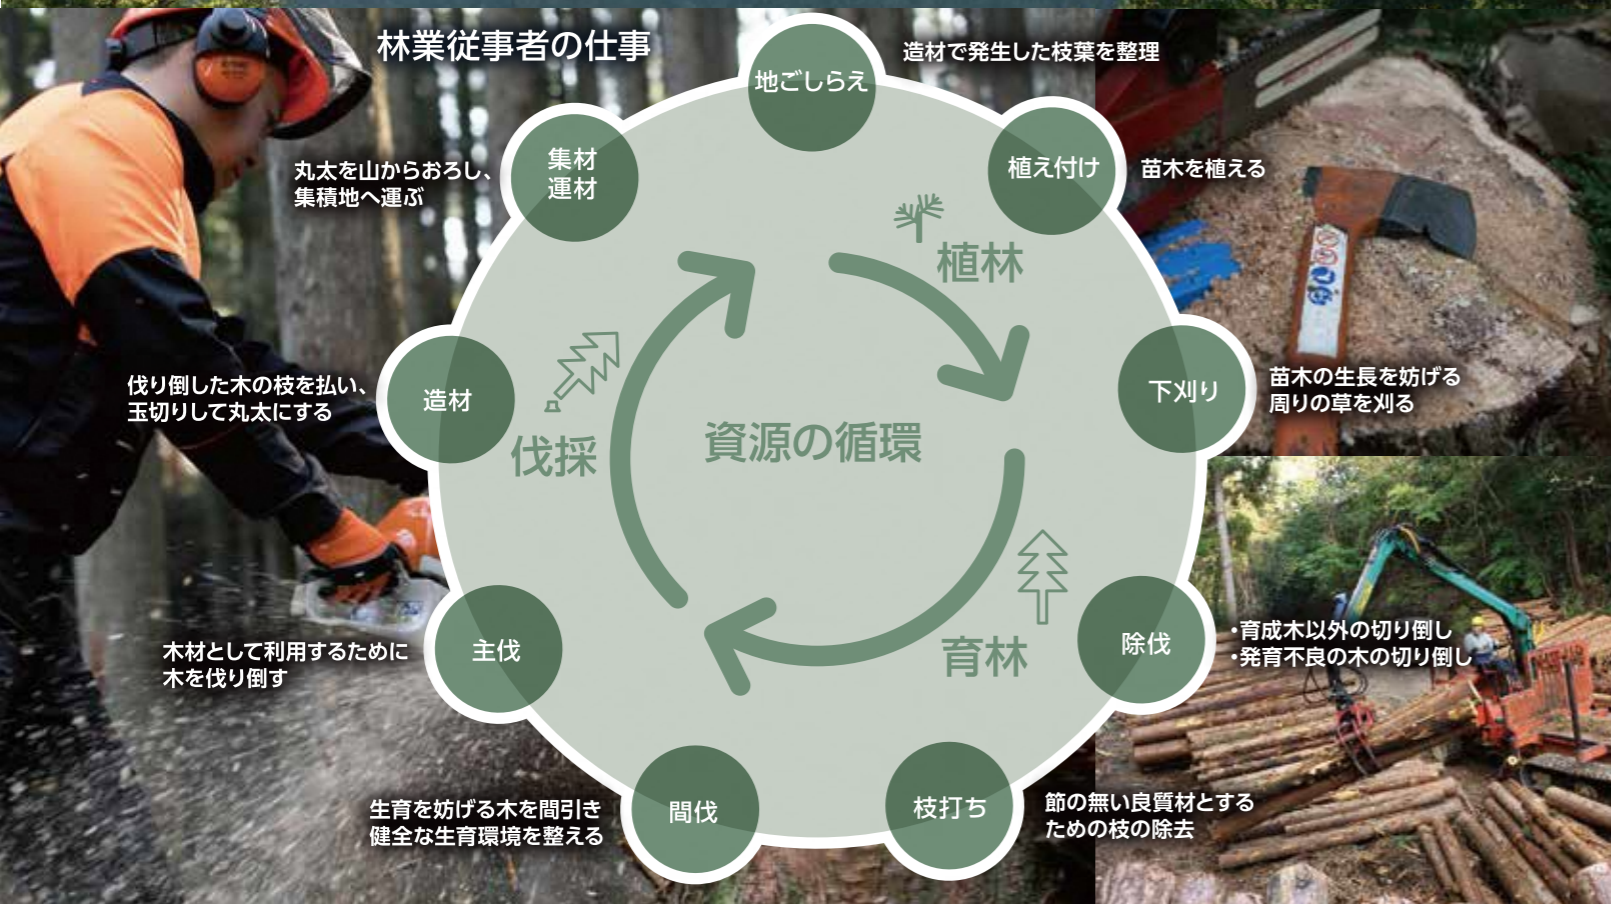 林業従事者の仕事
地ごしらえ
造材で発生した枝葉を整理
植え付け
苗木を植える
下刈り
苗木の生長を妨げる
周りの草を刈る
除伐
・育成木以外の切り倒し
・発育不良の木の切り倒し
枝打ち
節の無い良質材とする
ための枝の除去
間伐
生育を妨げる木を間引き
健全な生育環境を整える
主伐
木材として利用するために
木を伐り倒す
造材
伐り倒した木の枝を払い、
玉切りして丸太にする
集材
運材
丸太を山からおろし、
集積地へ運ぶ
植林
育林
伐採
資源の循環